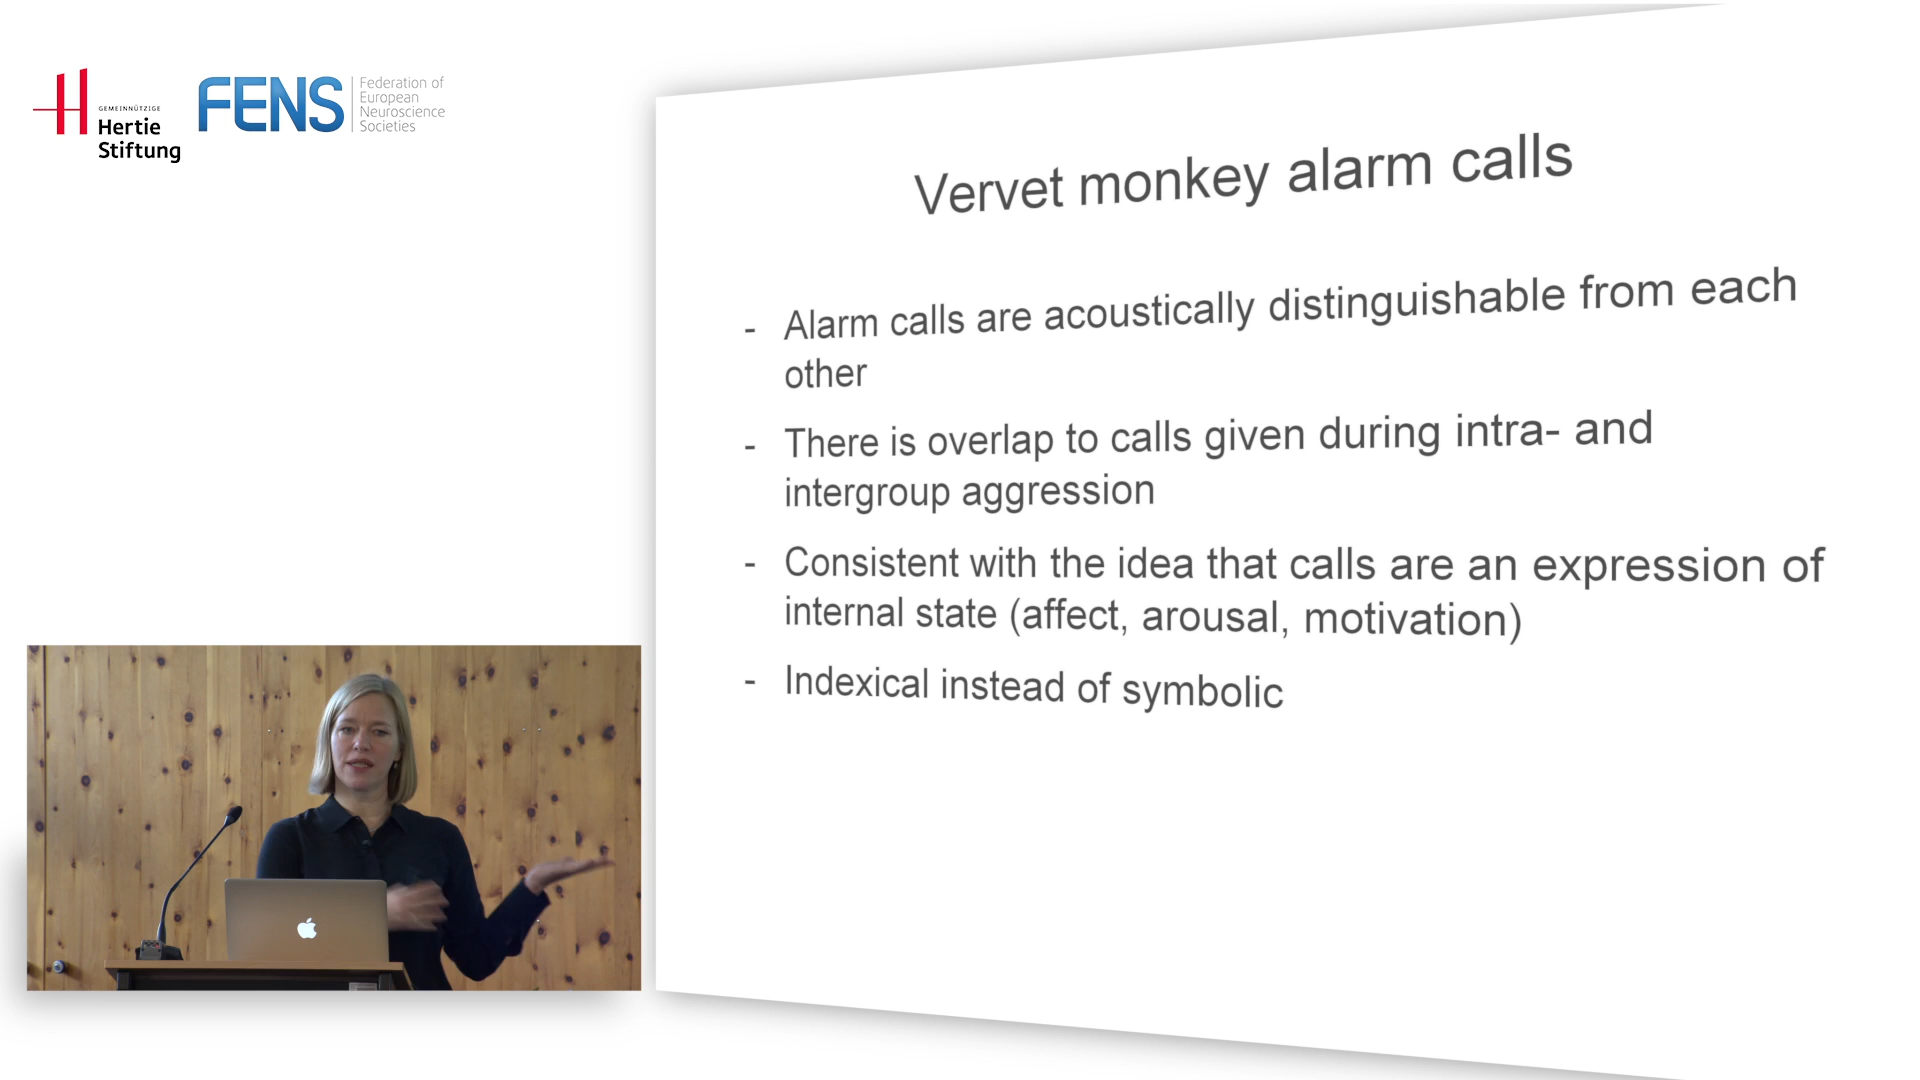 GEMEINNÜTZIGE
Hertie
Stiftung
FENS
Federation of
European
Neuroscience
Societies
Vervet monkey alarm calls
- Alarm calls are acoustically distinguishable from each
other
- There is overlap to calls given during intra- and
intergroup aggression
- Consistent with the idea that calls are an expression of
internal state (affect, arousal, motivation)
- Indexical instead of symbolic